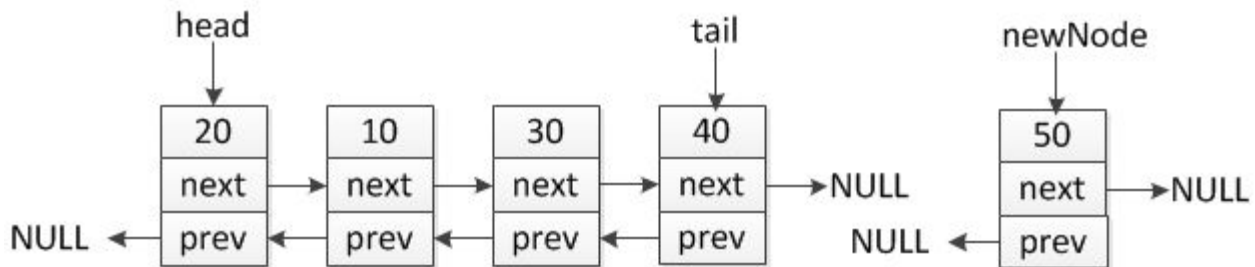 head tail newNode
20 10 30 40 50
next next next next NULL next NULL
NULL prev prev prev prev NULL prev